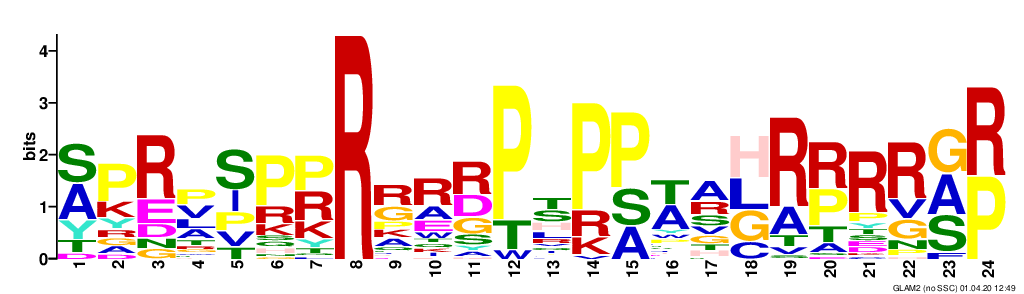 bits
4
3
2
1
0
S P R P S P P R R R R P T P P T A H R R R R G R
A K E V I R R G A D T S R S A R L A P R V A P
Y Y D L P K K P W G H K A S G T T P G S
T R N A V S Y K S V C V A Y N
D G G T T A A G
1 2 3 4 5 6 7 8 9 10 11 12 13 14 15 16 17 18 19 20 21 22 23 24
GLAM2 (no SSC) 01.04.20 12:49